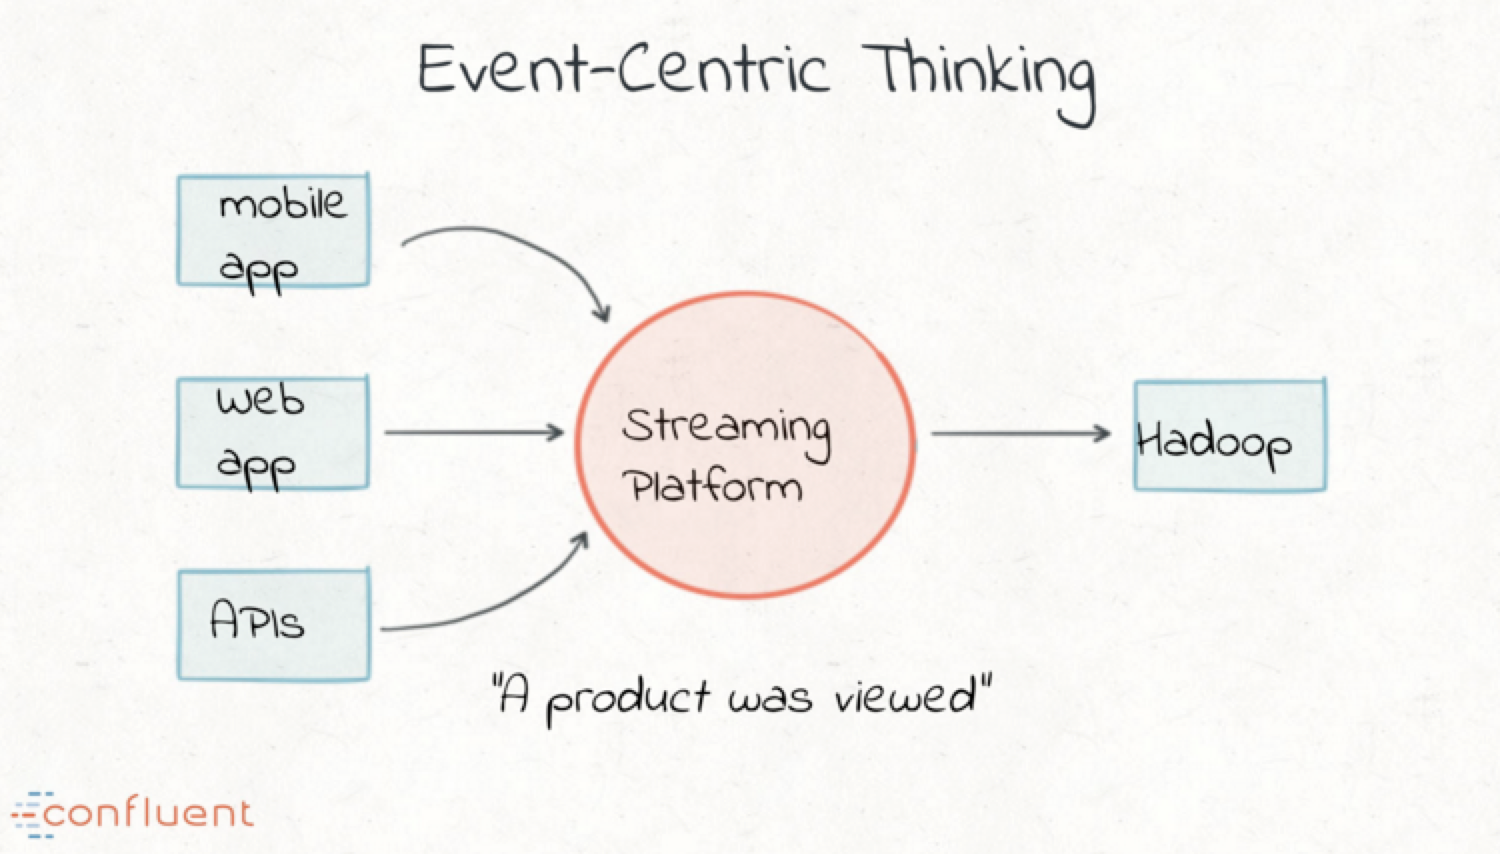 Event-Centric Thinking
mobile
app
web
app
APIs
Streaming
Platform
Hadoop
"A product was viewed"
confluent